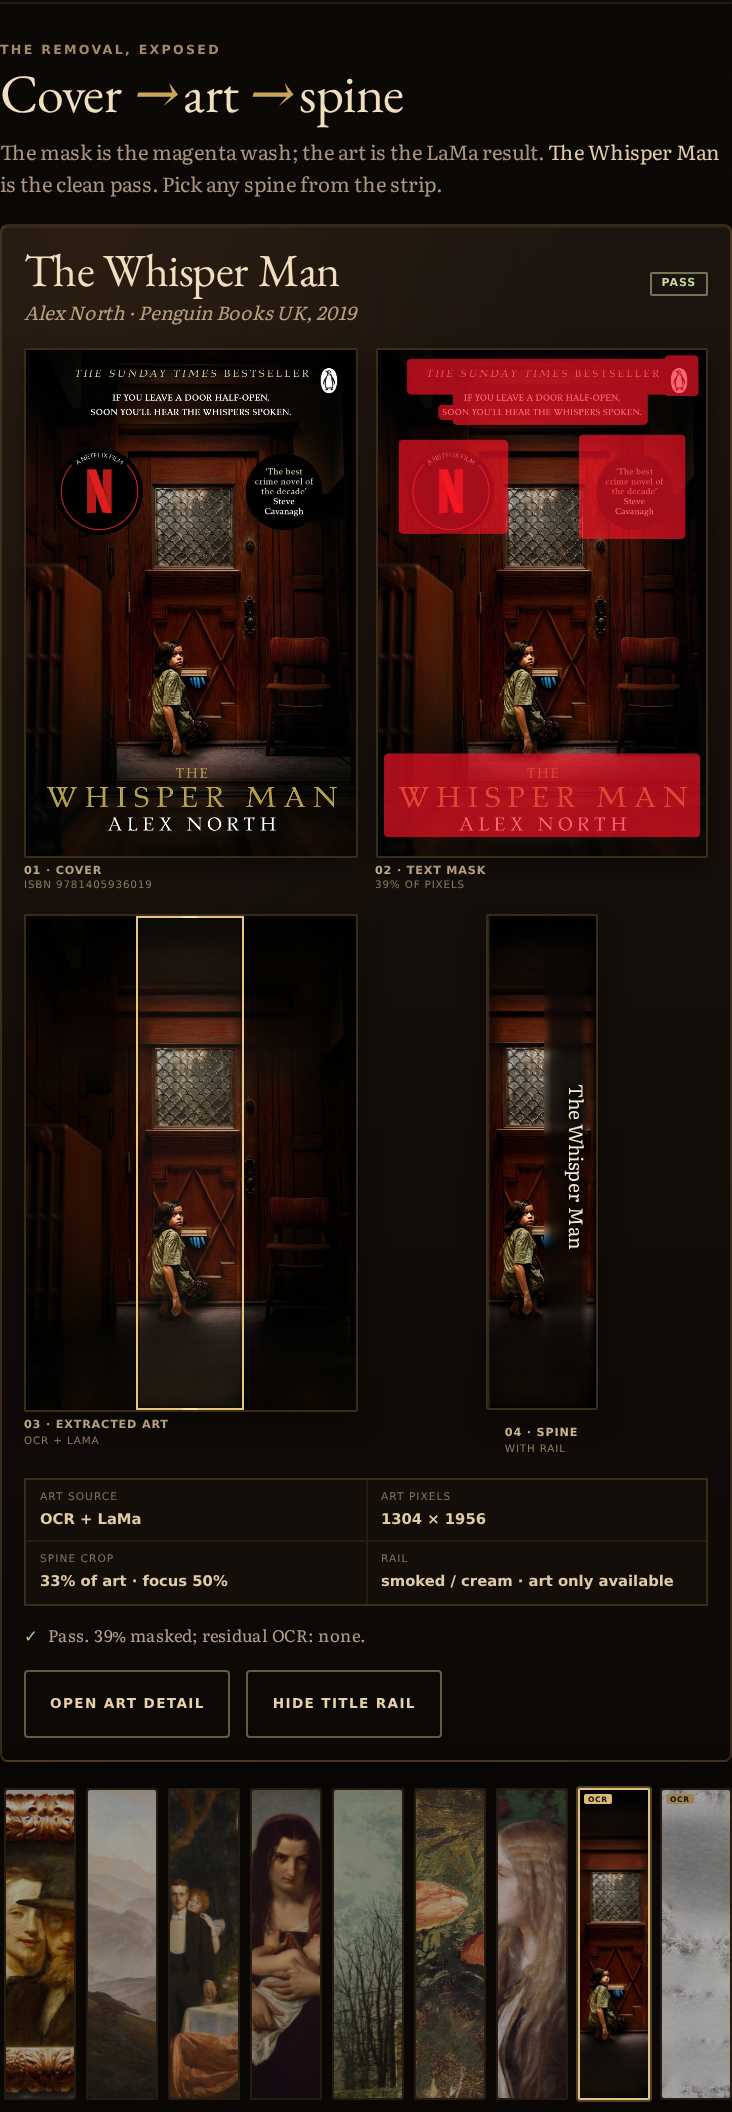 THE REMOVAL, EXPOSED
Cover → art → spine
The mask is the magenta wash; the art is the LaMa result. The Whisper Man
is the clean pass. Pick any spine from the strip.
The Whisper Man
PASS
Alex North · Penguin Books UK, 2019
THE SUNDAY TIMES BESTSELLER
IF YOU LEAVE A DOOR HALF-OPEN,
SOON YOU'LL HEAR THE WHISPERS SPOKEN.
A NETFLIX FILM
N
'The best
crime novel of
the decade'
Steve
Cavanagh
THE
WHISPER MAN
ALEX NORTH
THE SUNDAY TIMES BESTSELLER
IF YOU LEAVE A DOOR HALF-OPEN,
SOON YOU'LL HEAR THE WHISPERS SPOKEN.
A NETFLIX FILM
N
'The best
crime novel of
the decade'
Steve
Cavanagh
THE
WHISPER MAN
ALEX NORTH
01 · COVER
ISBN 9781405936019
02 · TEXT MASK
39% OF PIXELS
The Whisper Man
03 · EXTRACTED ART
OCR + LAMA
04 · SPINE
WITH RAIL
ART SOURCE
OCR + LaMa
ART PIXELS
1304 × 1956
SPINE CROP
33% of art · focus 50%
RAIL
smoked / cream · art only available
✓ Pass. 39% masked; residual OCR: none.
OPEN ART DETAIL
HIDE TITLE RAIL
OCR
OCR